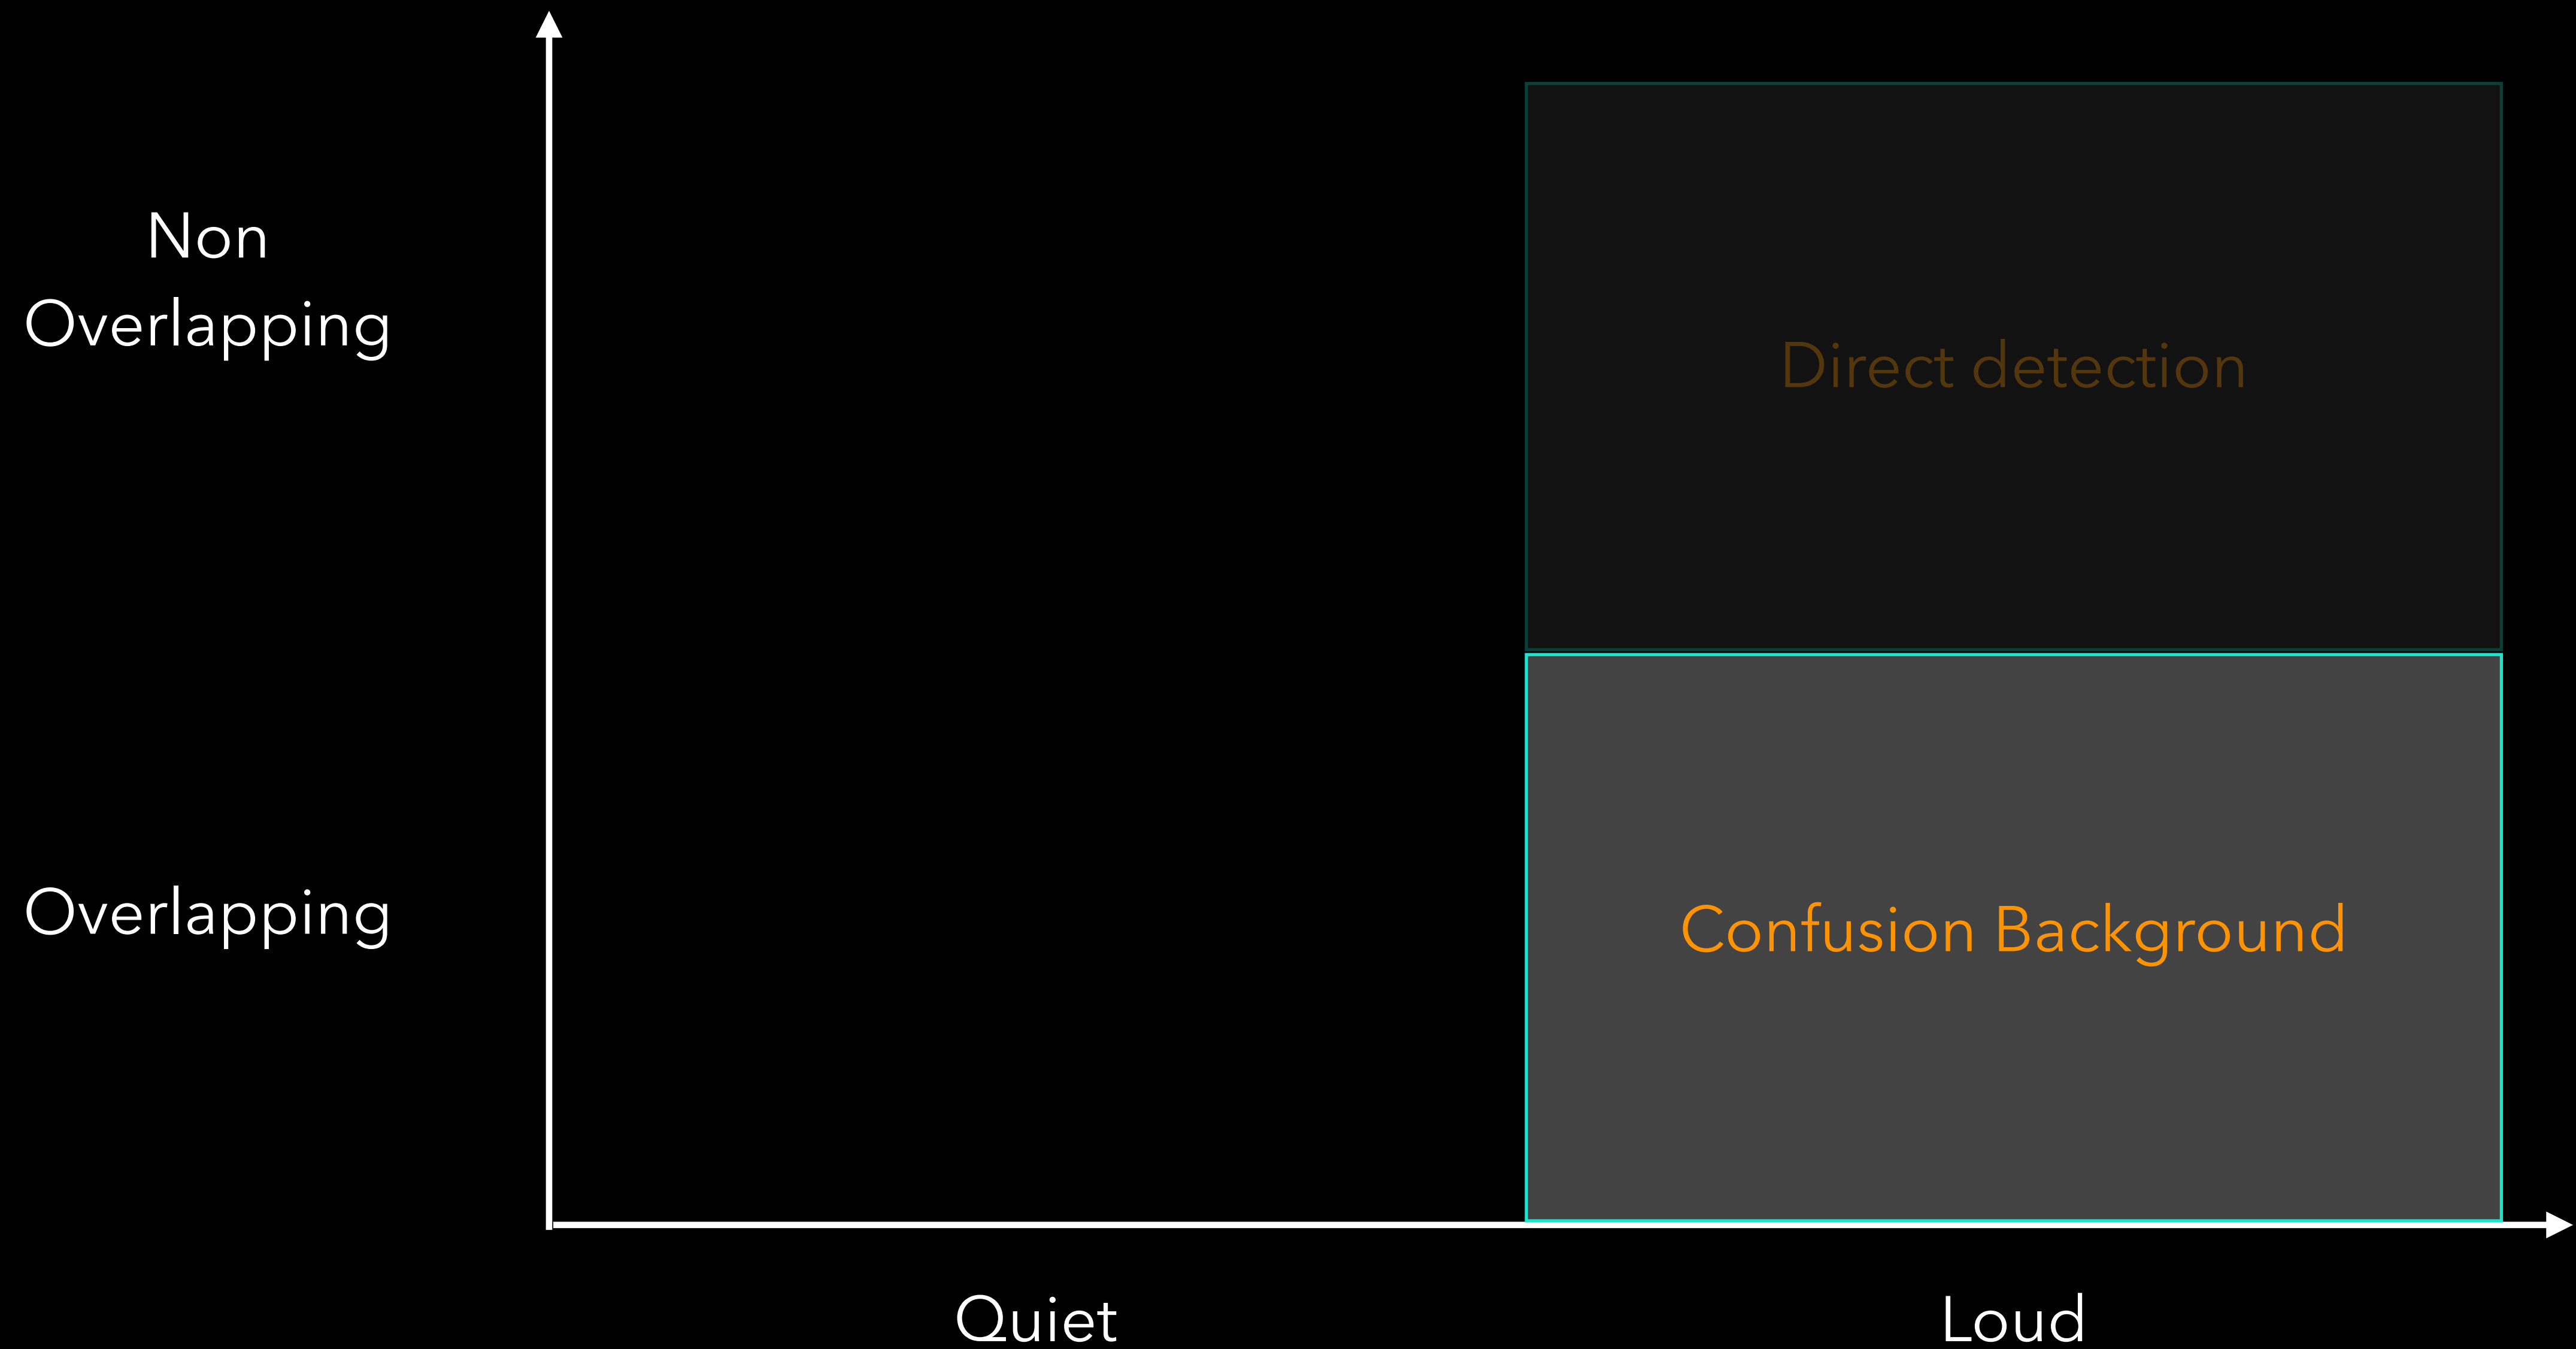 Non
Overlapping
Direct detection
Overlapping
Confusion Background
Quiet
Loud